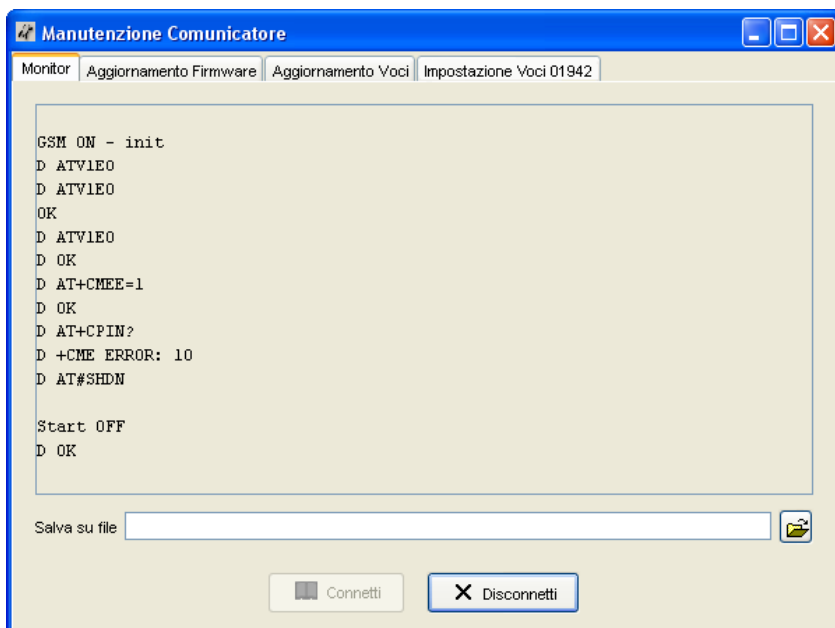 Manutenzione Comunicatore
Monitor Aggiornamento Firmware Aggiornamento Voci Impostazione Voci 01942
GSM ON - init
D ATV1E0
D ATV1E0
OK
D ATV1E0
D OK
D AT+CMEE=1
D OK
D AT+CPIN?
D +CME ERROR: 10
D AT#SHDN
Start OFF
D OK
Salva su file
Connetti Disconnetti